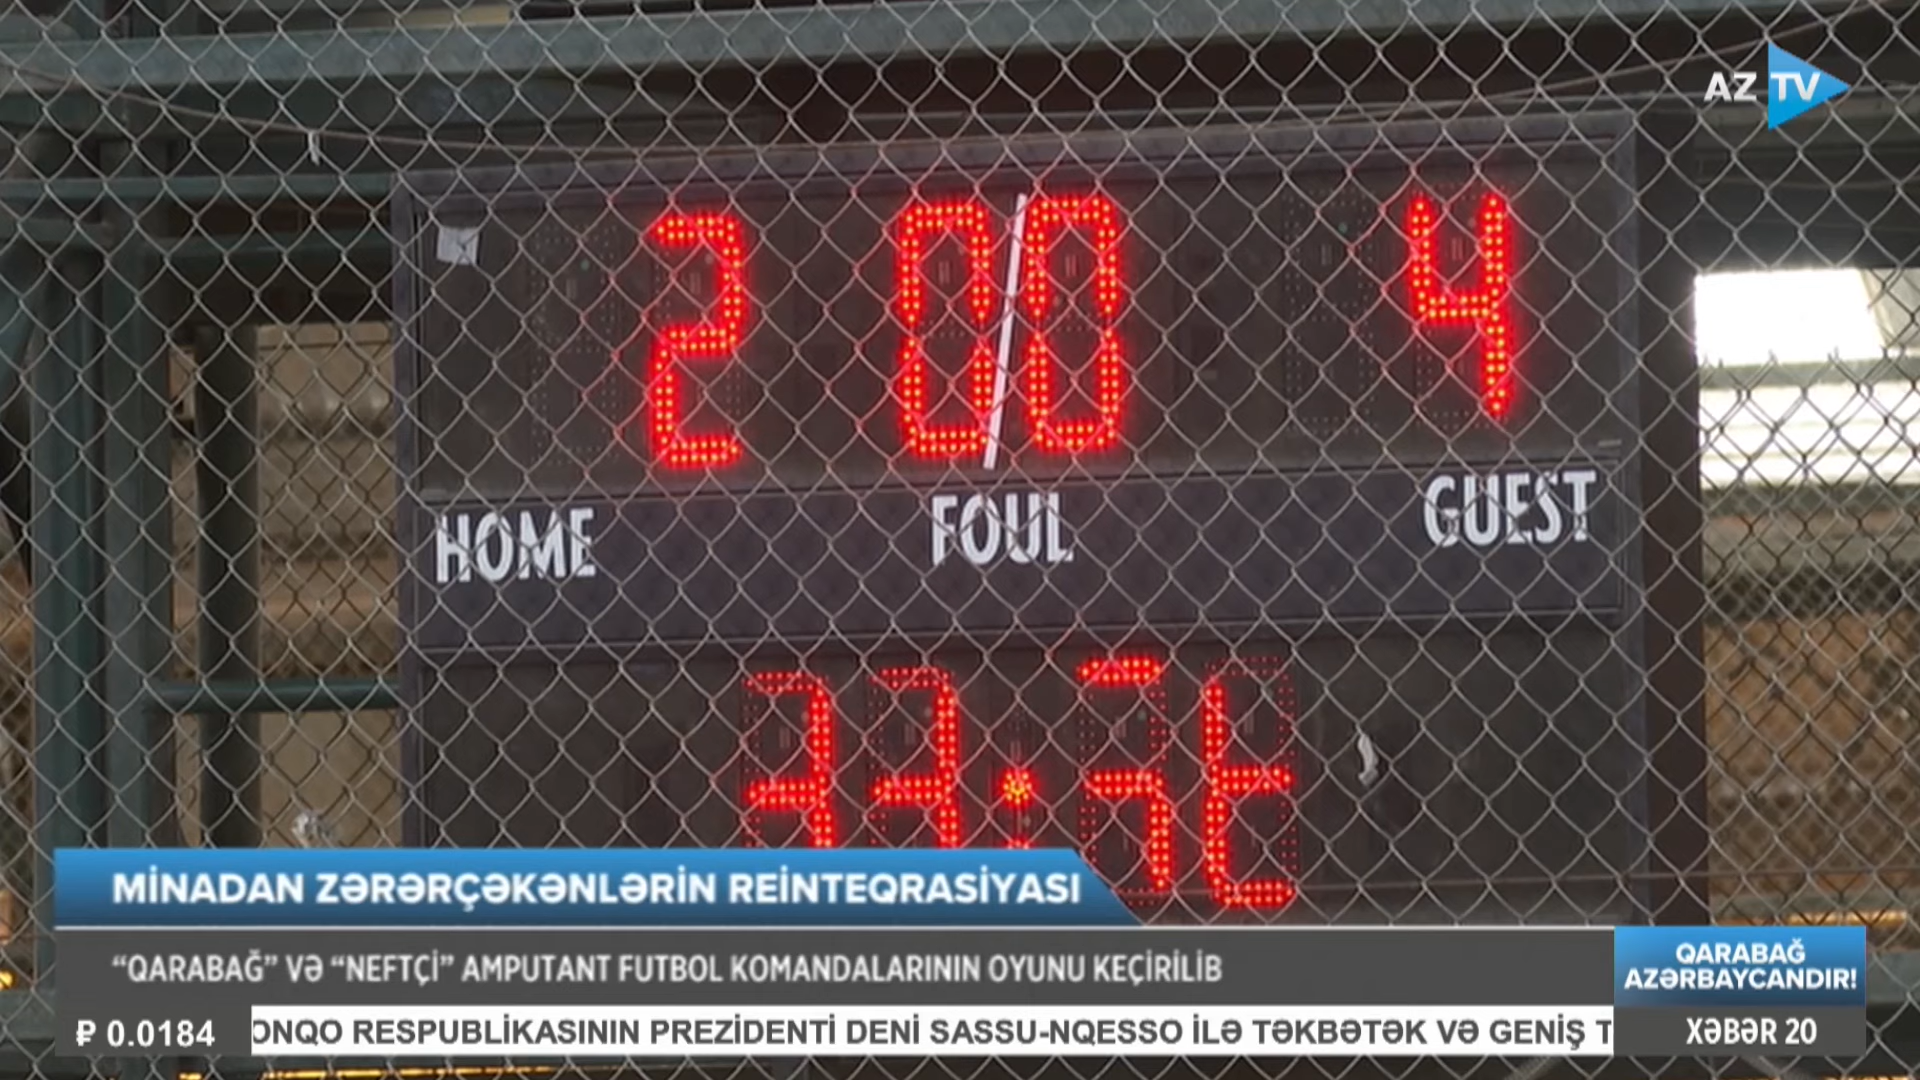 AZ TV
2 00 4
HOME FOUL GUEST
MİNADAN ZƏRƏRÇƏKƏNLƏRİN REİNTEQRASİYASI
“QARABAĞ” VƏ “NEFTÇİ” AMPUTANT FUTBOL KOMANDALARININ OYUNU KEÇİRİLİB
QARABAĞ
AZƏRBAYCANDIR!
₽ 0.0184
ONQO RESPUBLİKASININ PREZİDENTİ DENİ SASSU-NQESSO İLƏ TƏKBƏTƏK VƏ GENİŞ T
XƏBƏR 20